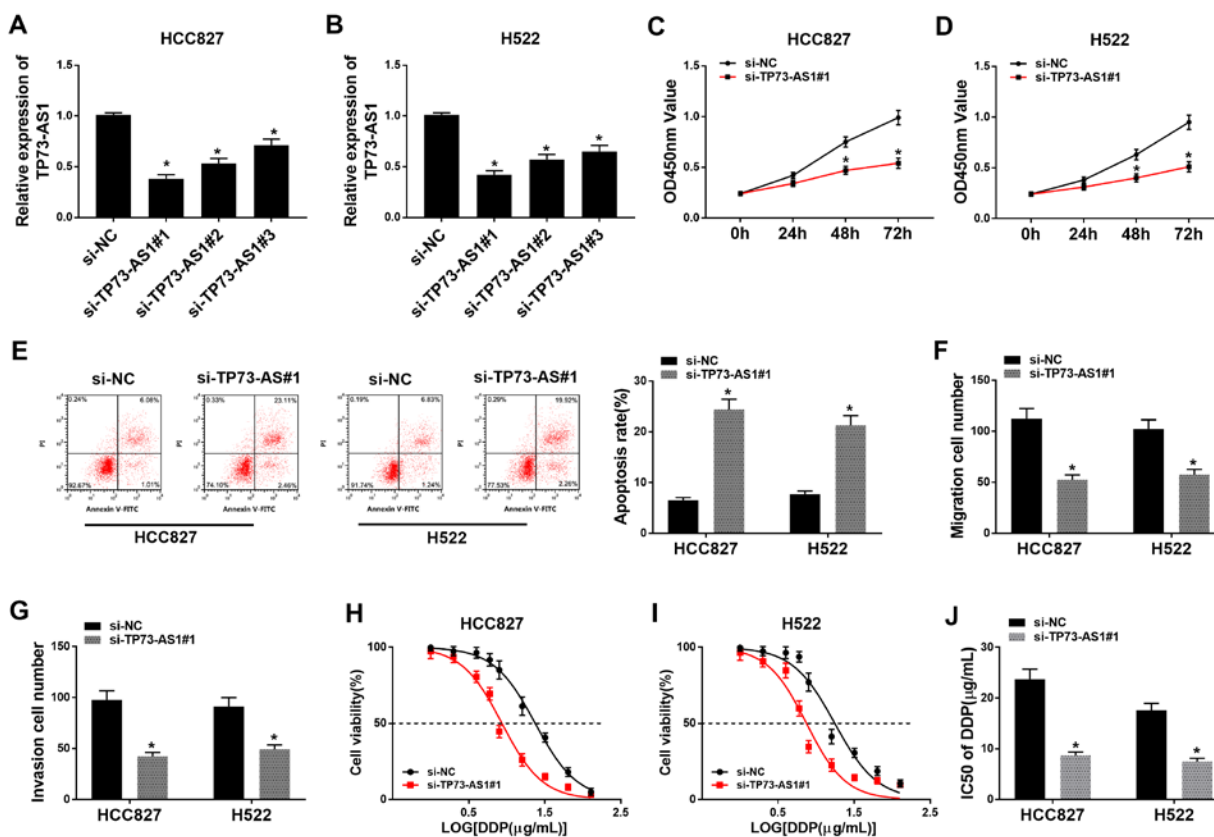 A
HCC827
Relative expression of
TP73-AS1
1.5
1.0
0.5
0.0
si-NC
si-TP73-AS1#1
si-TP73-AS1#2
si-TP73-AS1#3
B
H522
Relative expression of
TP73-AS1
1.5
1.0
0.5
0.0
si-NC
si-TP73-AS1#1
si-TP73-AS1#2
si-TP73-AS1#3
* * *
* * *
C
HCC827
si-NC
si-TP73-AS1#1
OD450nm Value
1.5
1.0
0.5
0.0
0h 24h 48h 72h
* *
D
H522
si-NC
si-TP73-AS1#1
OD450nm Value
1.5
1.0
0.5
0.0
0h 24h 48h 72h
* *
E
si-NC
0.24% 6.08%
92.67% 1.01%
PI
Annexin V-FITC
si-TP73-AS#1
0.33% 23.11%
74.10% 2.46%
PI
Annexin V-FITC
HCC827
si-NC
0.19% 6.83%
91.74% 1.24%
PI
Annexin V-FITC
si-TP73-AS#1
0.29% 19.92%
77.53% 2.26%
PI
Annexin V-FITC
H522
si-NC
si-TP73-AS1#1
Apoptosis rate(%)
30
20
10
0
* *
HCC827 H522
F
si-NC
si-TP73-AS1#1
Migration cell number
150
100
50
0
* *
HCC827 H522
G
si-NC
si-TP73-AS1#1
Invasion cell number
150
100
50
0
* *
HCC827 H522
H
HCC827
Cell viability(%)
100
50
0
si-NC
si-TP73-AS1#1
0.5 1.5 2.5
LOG[DDP(μg/mL)]
I
H522
Cell viability(%)
100
50
0
si-NC
si-TP73-AS1#1
0.5 1.5 2.5
LOG[DDP(μg/mL)]
J
si-NC
si-TP73-AS1#1
IC50 of DDP(μg/mL)
30
20
10
0
* *
HCC827 H522